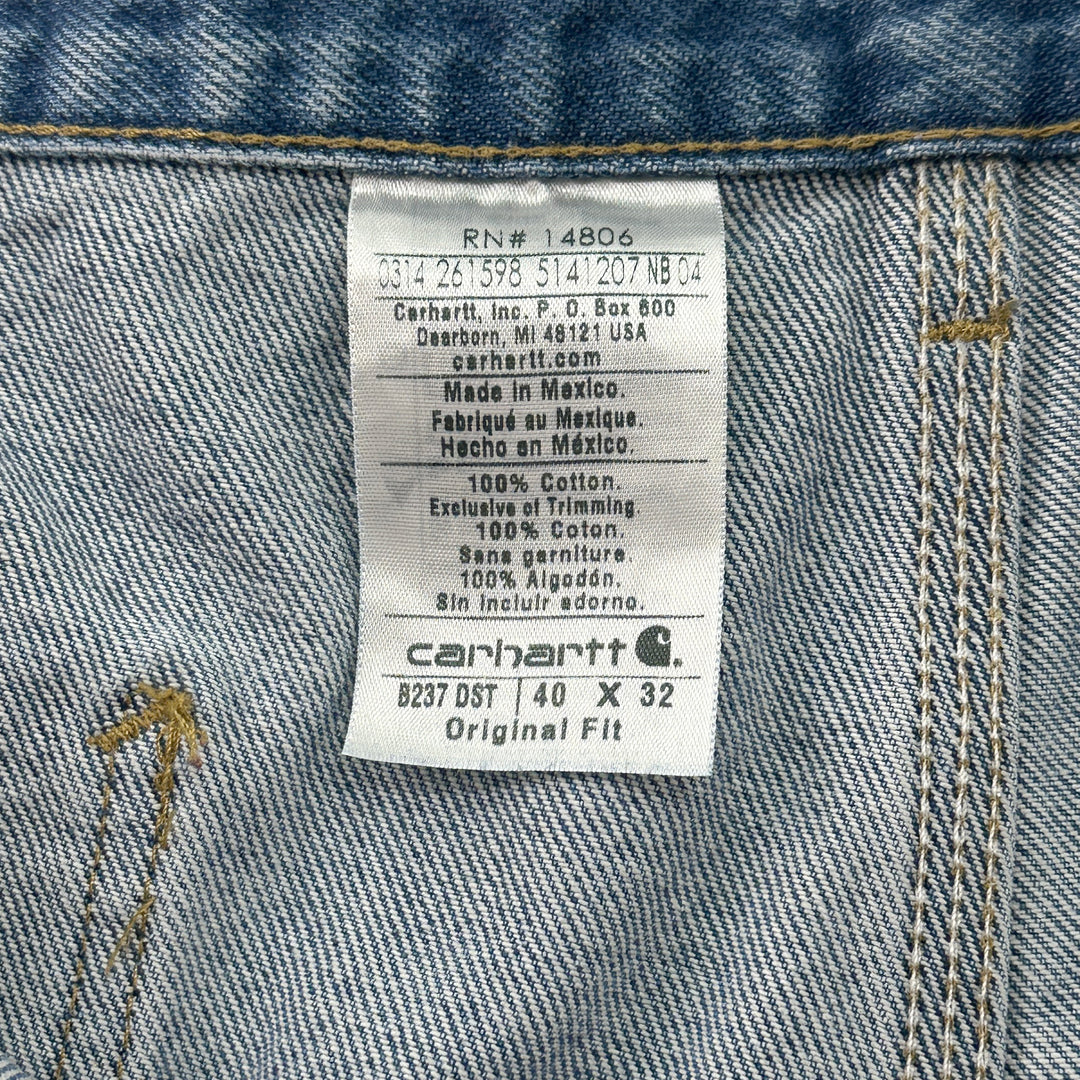 RN# 14806
0314 261598 5141207 NB 04
Carhartt, Inc. P. O. Box 600
Dearborn, MI 48121 USA
carhartt.com
Made in Mexico.
Fabriqué au Mexique.
Hecho en México.
100% Cotton.
Exclusive of Trimming.
100% Coton.
Sans garniture.
100% Algodón.
Sin incluir adorno.
carhartt
B237 DST 40 X 32
Original Fit